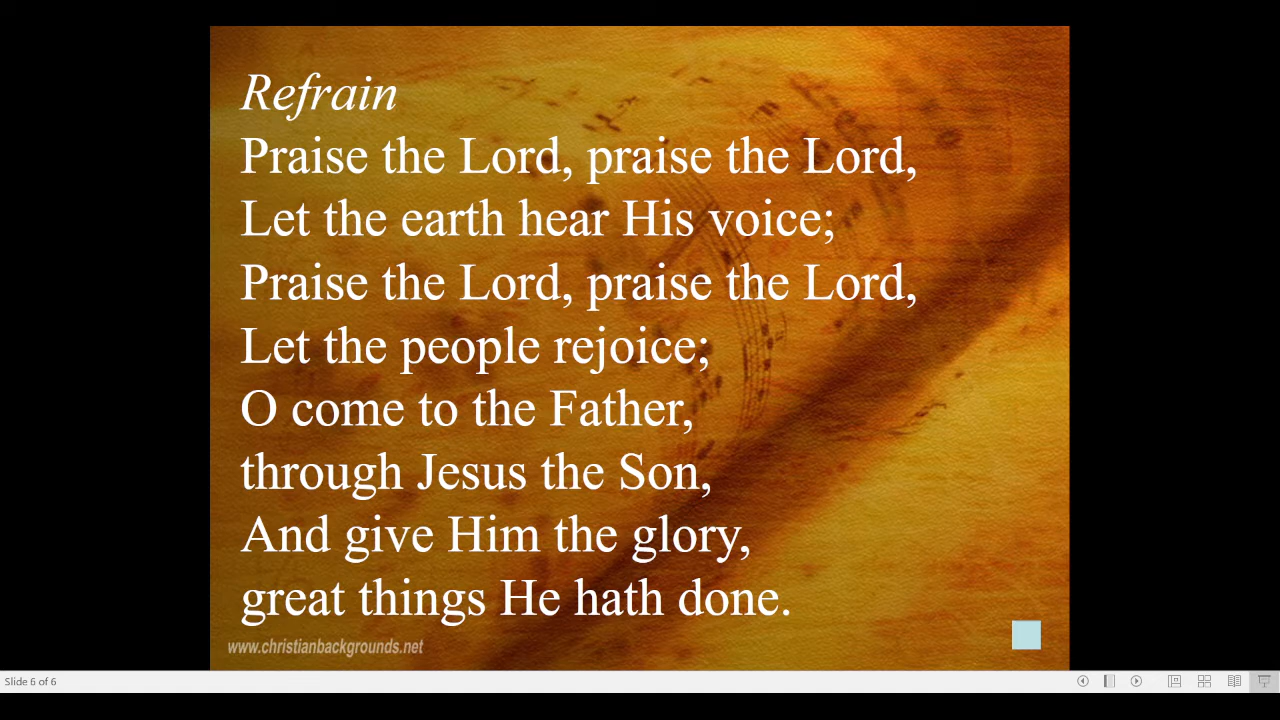 Refrain
Praise the Lord, praise the Lord,
Let the earth hear His voice;
Praise the Lord, praise the Lord,
Let the people rejoice;
O come to the Father,
through Jesus the Son,
And give Him the glory,
great things He hath done.
www.christianbackgrounds.net
Slide 6 of 6